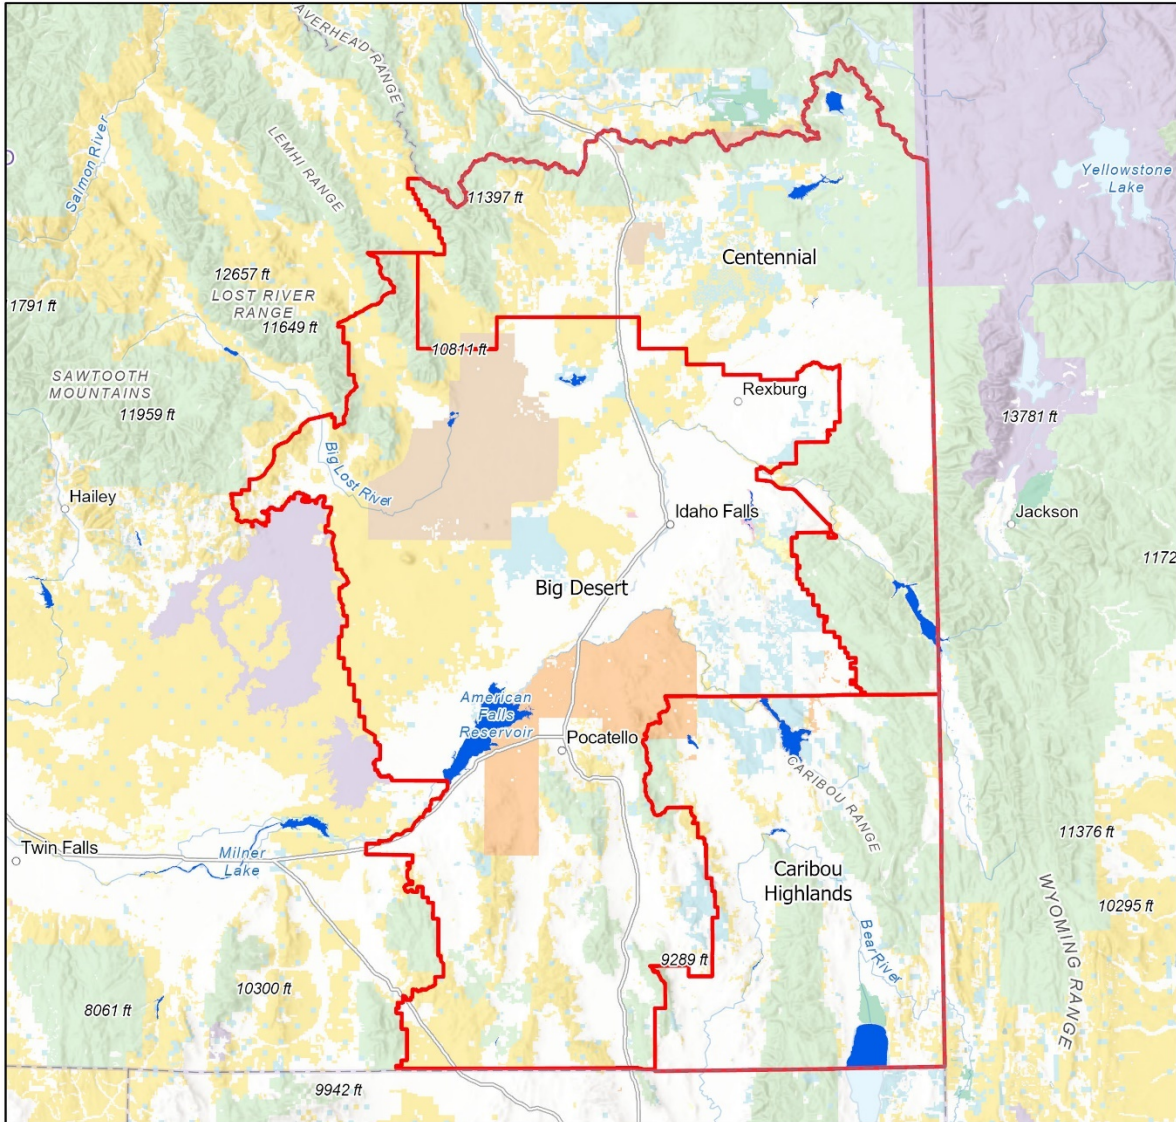 AVERHEAD RANGE
Salmon River
LEMHI RANGE
Yellowstone
Lake
11397 ft
Centennial
12657 ft
LOST RIVER
RANGE
1791 ft
11649 ft
10811 ft
SAWTOOTH
MOUNTAINS
11959 ft
Rexburg
13781 ft
Big Lost River
Hailey
Idaho Falls
Jackson
1172
Big Desert
American
Falls
Reservoir
Pocatello
CARIBOU RANGE
11376 ft
Twin Falls
Milner
Lake
Caribou
Highlands
WYOMING RANGE
10295 ft
Bear River
9289 ft
10300 ft
8061 ft
9942 ft